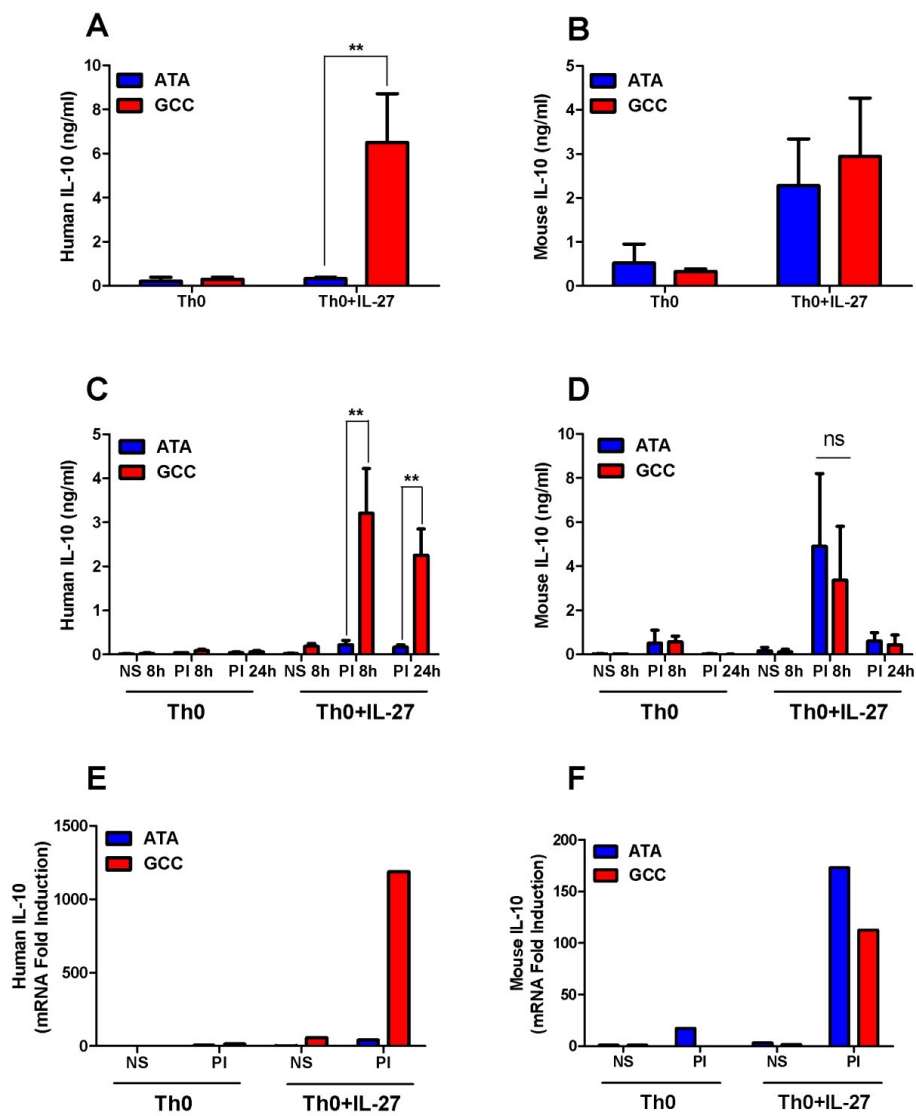 A
Human IL-10 (ng/ml)
10
8
6
4
2
0
ATA
GCC
**
Th0
Th0+IL-27
B
Mouse IL-10 (ng/ml)
5
4
3
2
1
0
ATA
GCC
Th0
Th0+IL-27
C
Human IL-10 (ng/ml)
5
4
3
2
1
0
ATA
GCC
**
**
NS 8h PI 8h PI 24h NS 8h PI 8h PI 24h
Th0
Th0+IL-27
D
Mouse IL-10 (ng/ml)
10
8
6
4
2
0
ATA
GCC
ns
NS 8h PI 8h PI 24h NS 8h PI 8h PI 24h
Th0
Th0+IL-27
E
Human IL-10
(mRNA Fold Induction)
1500
1000
500
0
ATA
GCC
NS PI NS PI
Th0
Th0+IL-27
F
Mouse IL-10
(mRNA Fold Induction)
200
150
100
50
0
ATA
GCC
NS PI NS PI
Th0
Th0+IL-27